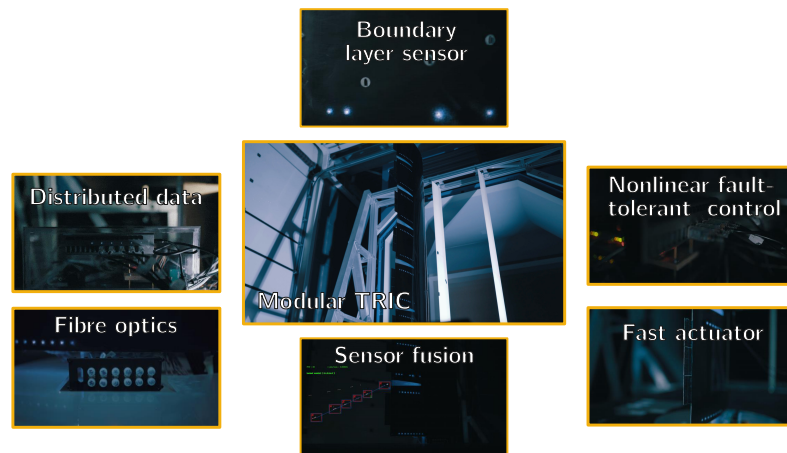 Boundary
layer sensor
Distributed data
Modular TRIC
Nonlinear fault-
tolerant control
Fibre optics
Sensor fusion
Fast actuator